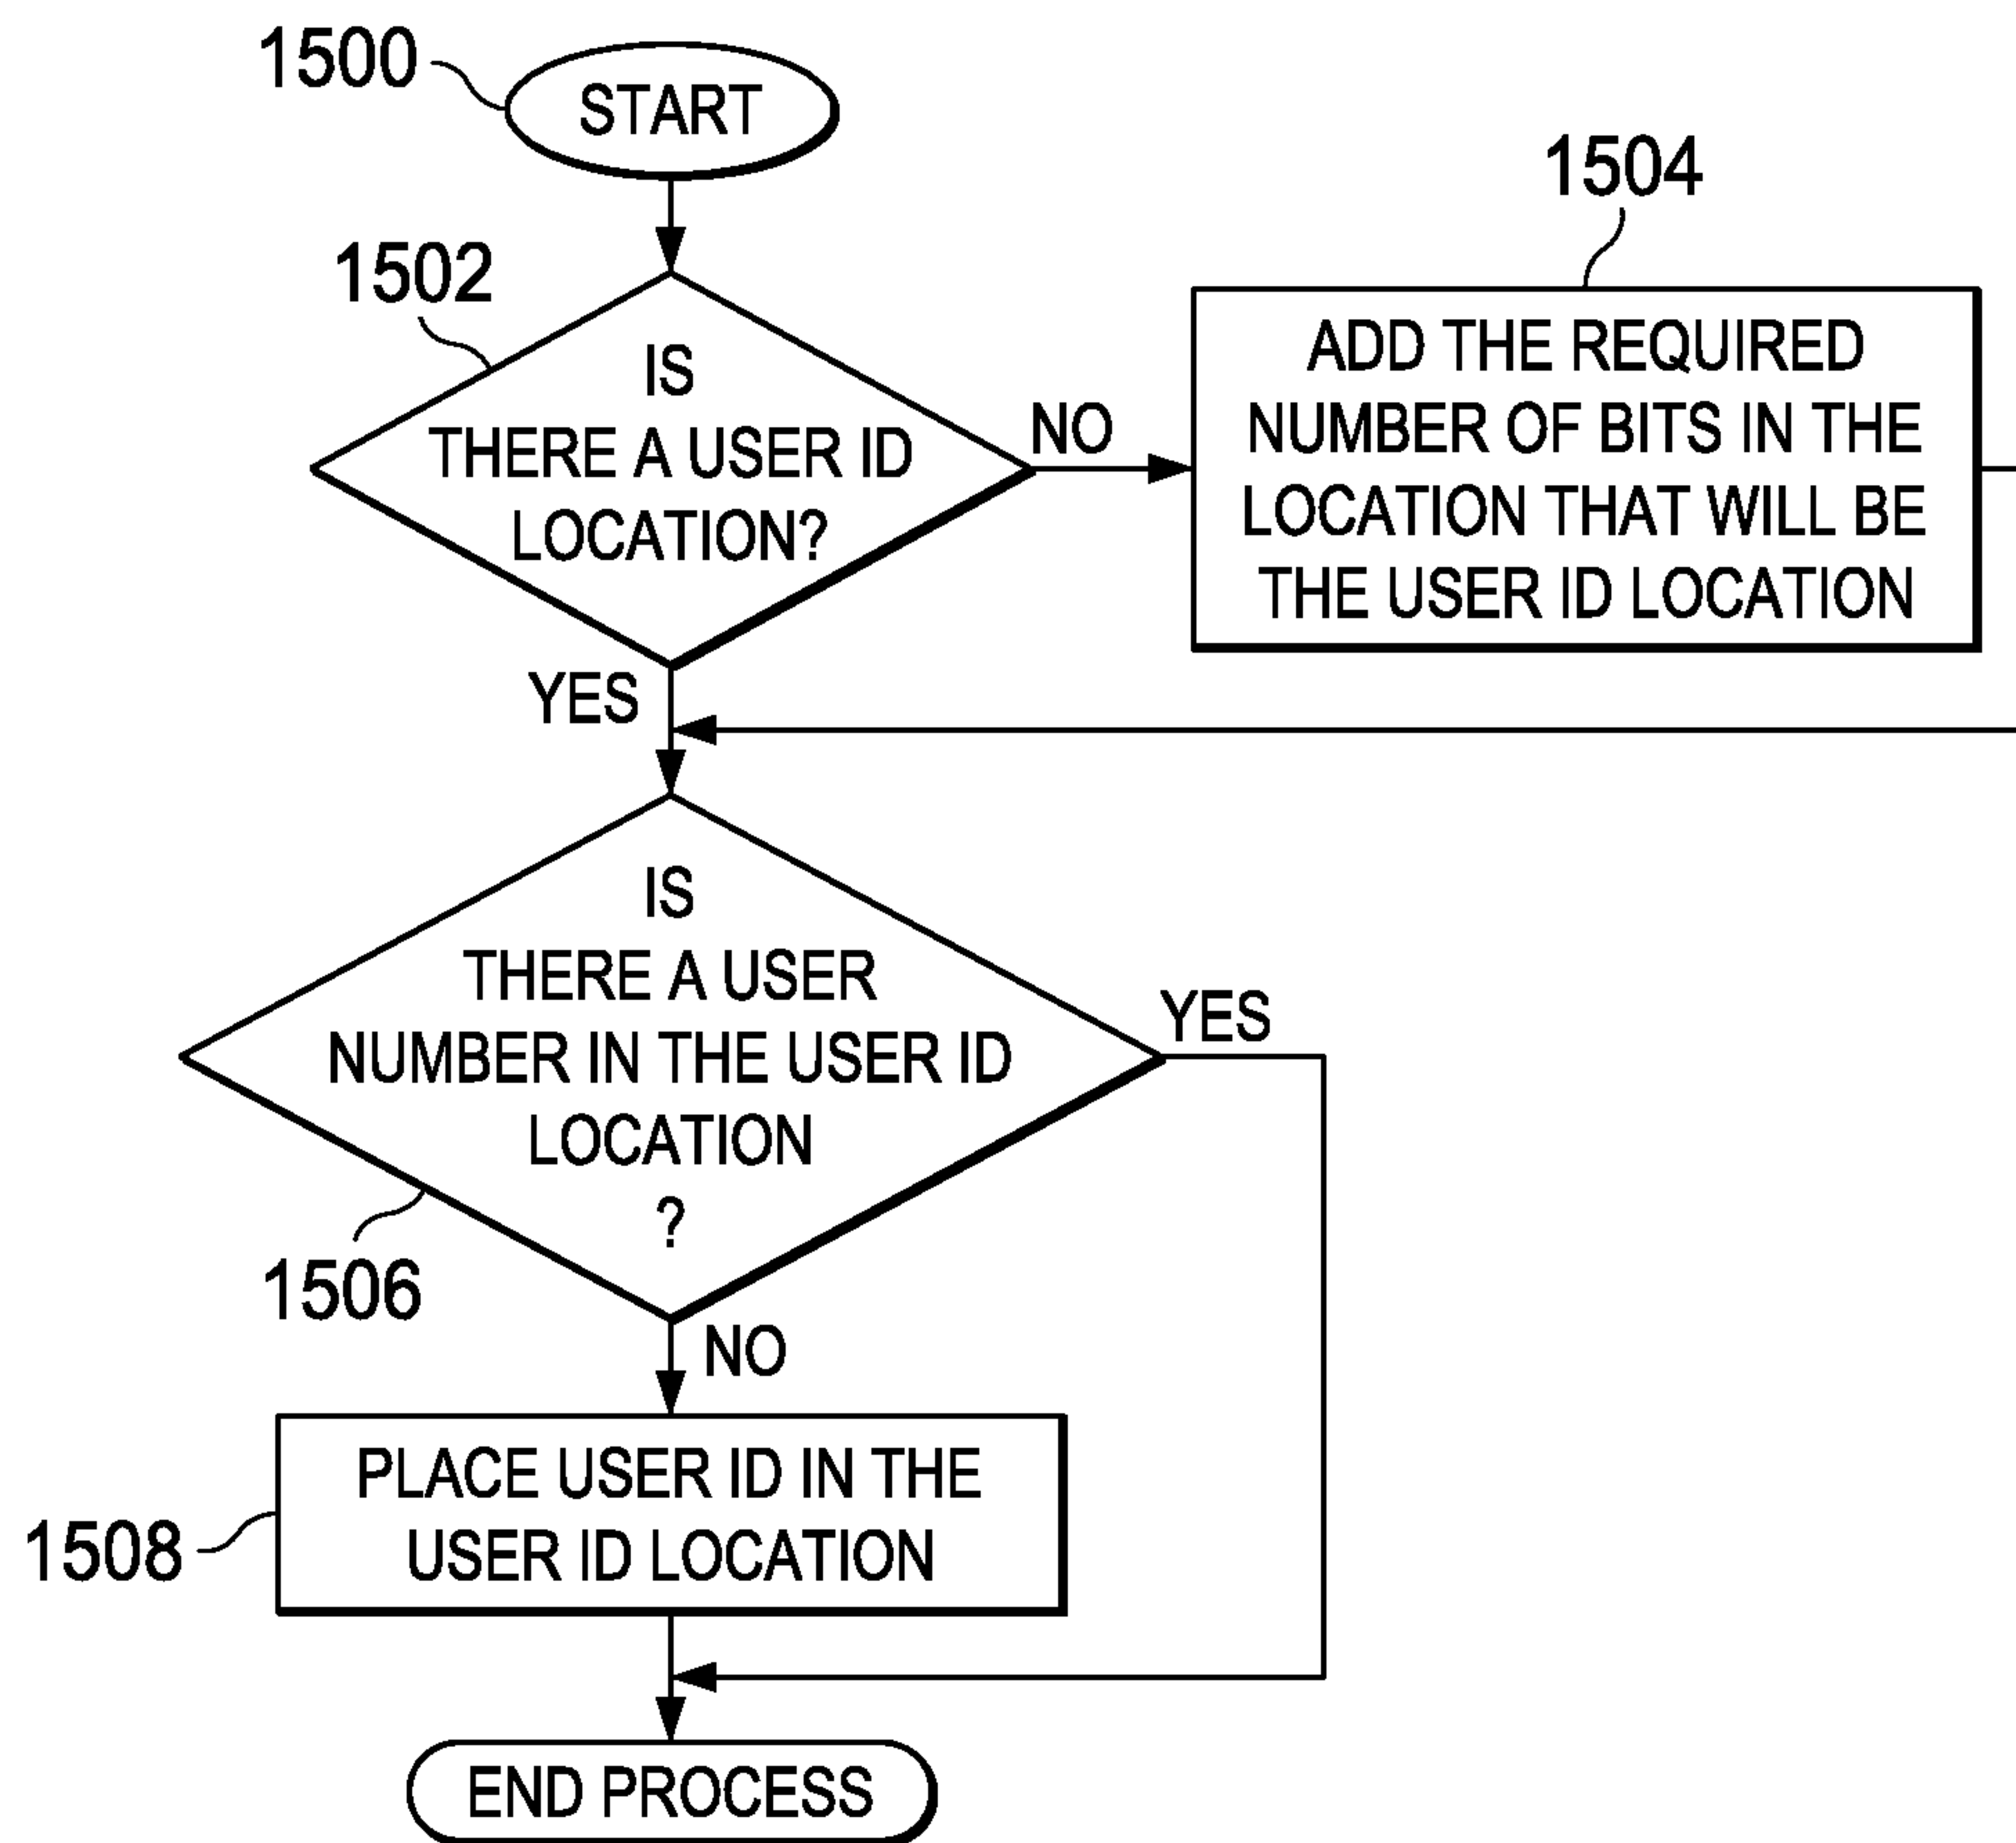 1500
START
1504
1502
IS
THERE A USER ID
LOCATION?
NO
ADD THE REQUIRED
NUMBER OF BITS IN THE
LOCATION THAT WILL BE
THE USER ID LOCATION
YES
IS
THERE A USER
NUMBER IN THE USER ID
LOCATION
?
YES
1506
NO
PLACE USER ID IN THE
USER ID LOCATION
1508
END PROCESS